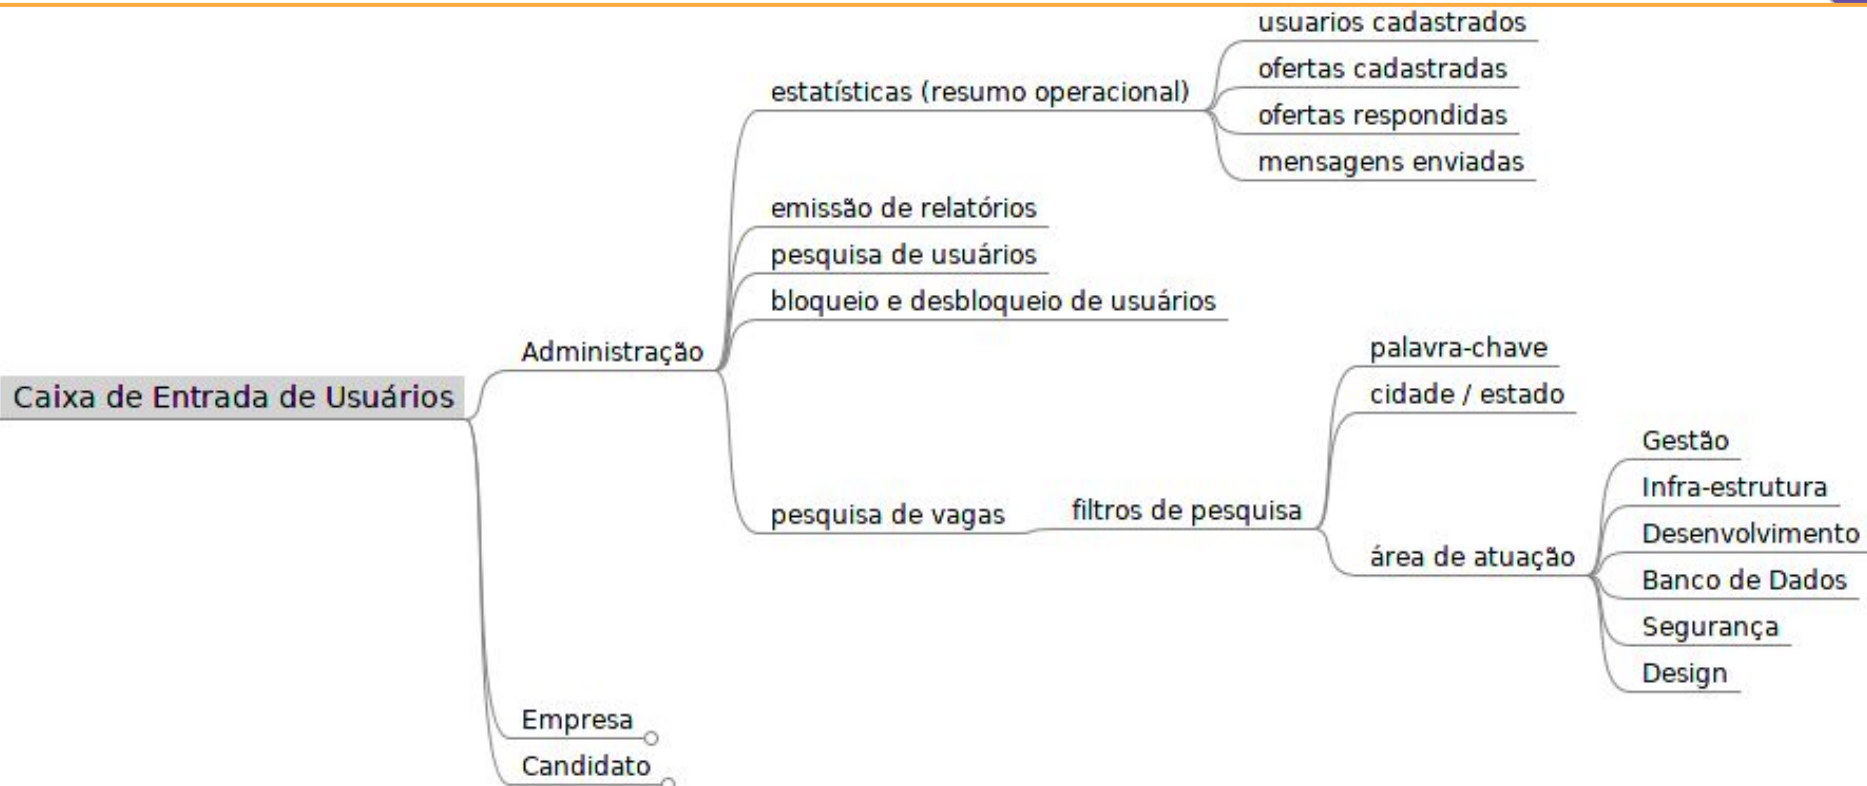 usuarios cadastrados
ofertas cadastradas
estatísticas (resumo operacional)
ofertas respondidas
mensagens enviadas
emissão de relatórios
pesquisa de usuários
bloqueio e desbloqueio de usuários
Administração
palavra-chave
Caixa de Entrada de Usuários
cidade / estado
Gestão
Infra-estrutura
pesquisa de vagas
filtros de pesquisa
Desenvolvimento
área de atuação
Banco de Dados
Segurança
Design
Empresa
Candidato